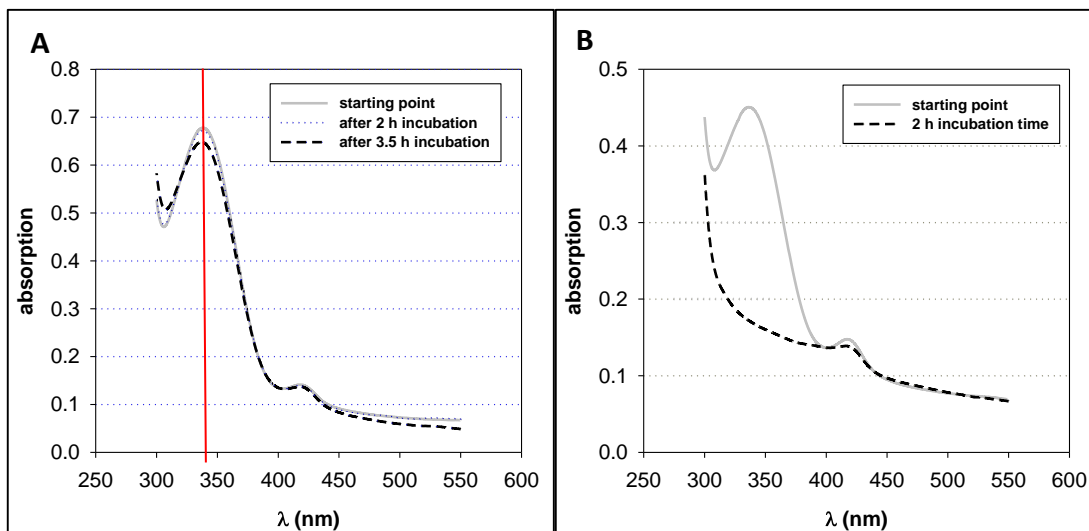 A
0.8
0.7
0.6
0.5
0.4
0.3
0.2
0.1
0.0
absorption
starting point
after 2 h incubation
after 3.5 h incubation
250 300 350 400 450 500 550 600
λ (nm)
B
0.5
0.4
0.3
0.2
0.1
0.0
absorption
starting point
2 h incubation time
250 300 350 400 450 500 550 600
λ (nm)